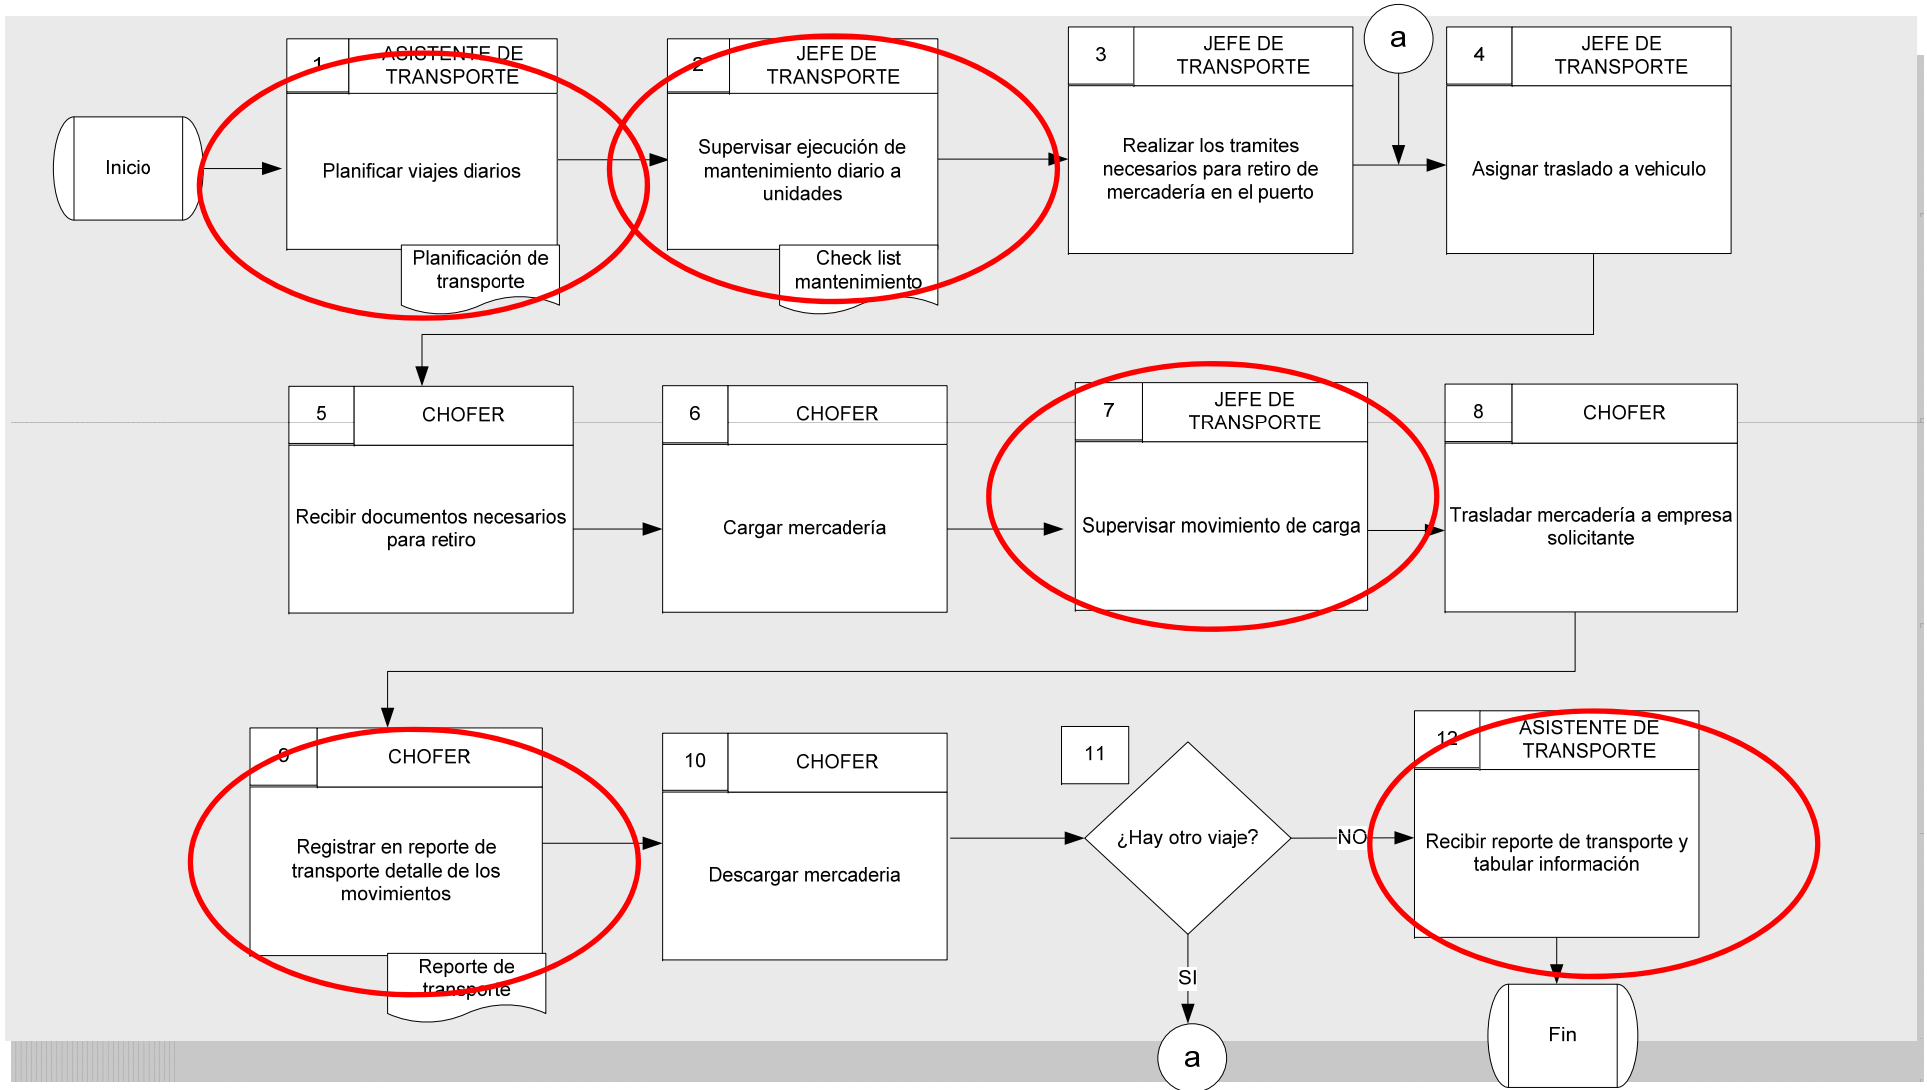 a
1
ASISTENTE DE
TRANSPORTE
2
JEFE DE
TRANSPORTE
3
JEFE DE
TRANSPORTE
4
JEFE DE
TRANSPORTE
Inicio
Planificar viajes diarios
Supervisar ejecución de
mantenimiento diario a
unidades
Realizar los tramites
necesarios para retiro de
mercadería en el puerto
Asignar traslado a vehiculo
Planificación de
transporte
Check list
mantenimiento
5
CHOFER
6
CHOFER
7
JEFE DE
TRANSPORTE
8
CHOFER
Recibir documentos necesarios
para retiro
Cargar mercadería
Supervisar movimiento de carga
Trasladar mercadería a empresa
solicitante
9
CHOFER
10
CHOFER
11
12
ASISTENTE DE
TRANSPORTE
Registrar en reporte de
transporte detalle de los
movimientos
Descargar mercaderia
¿Hay otro viaje?
NO
Recibir reporte de transporte y
tabular información
Reporte de
transporte
SI
a
Fin